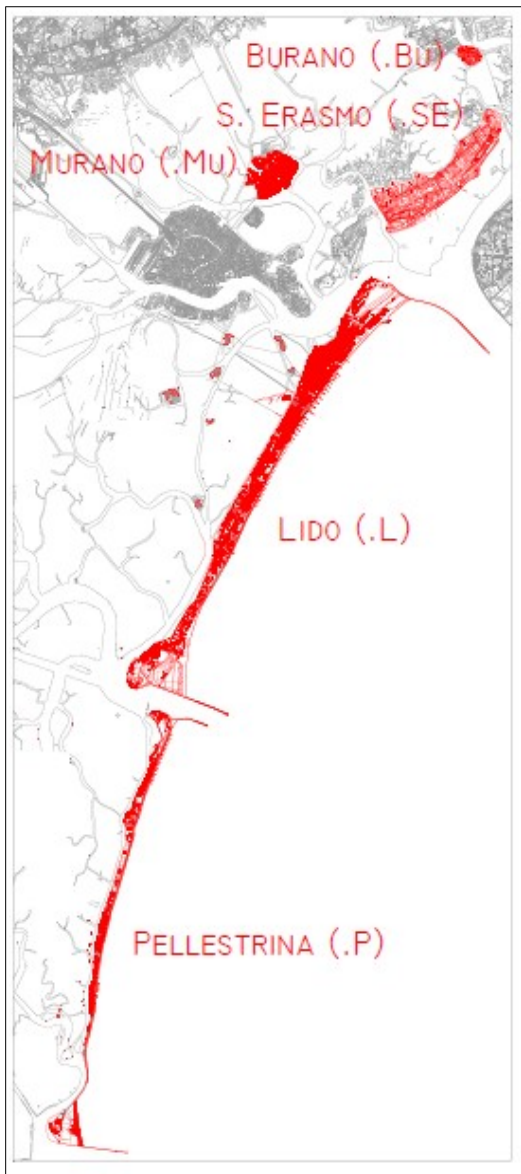 BURANO (.BU)
S. ERASMO (.SE)
MURANO (.MU)
LIDO (.L)
PELLESTRINA (.P)